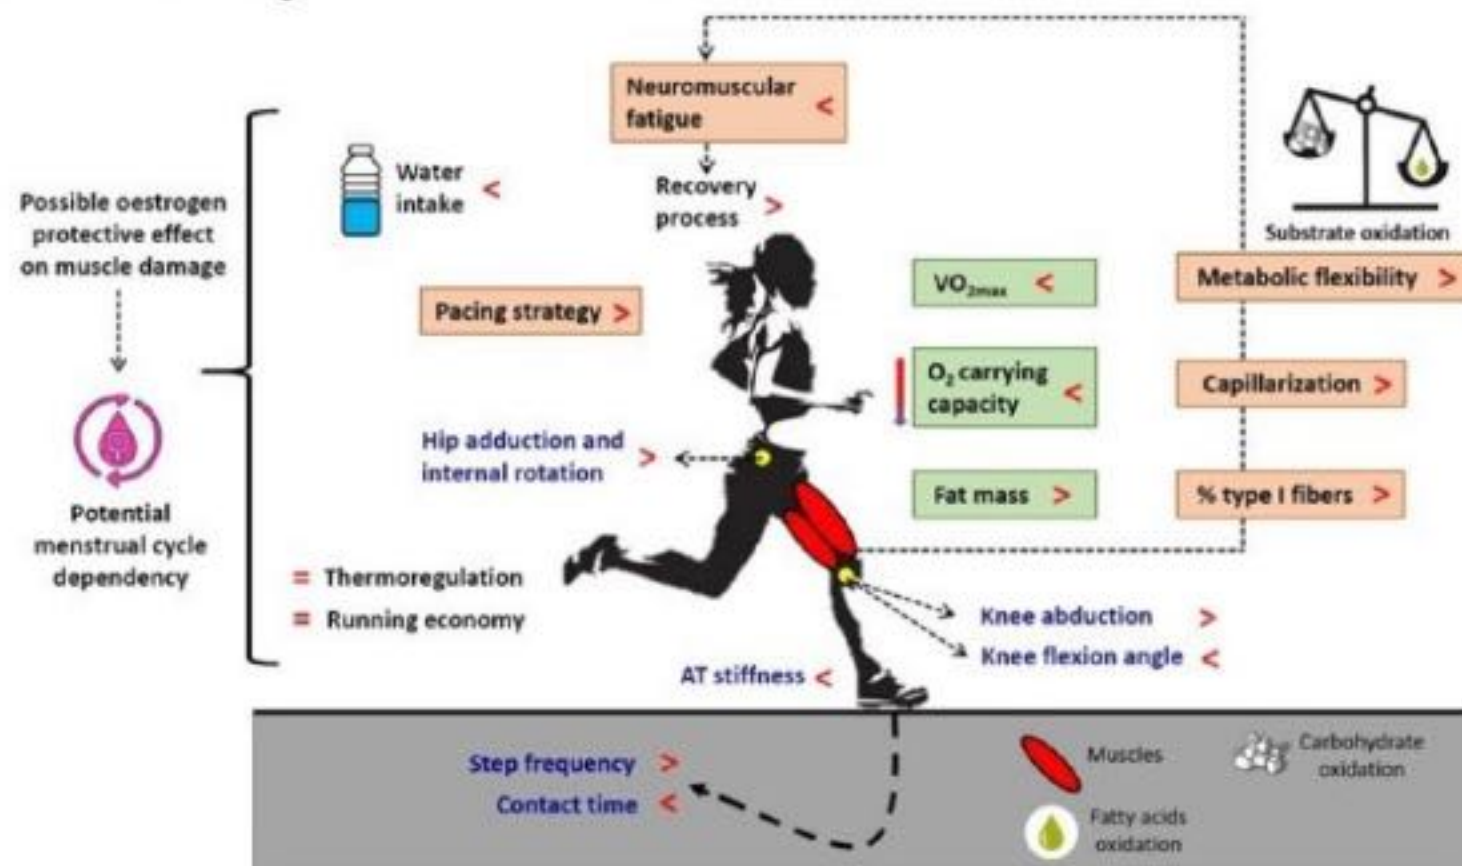 Neuromuscular
fatigue <
Water
intake <
Recovery
process >
Possible oestrogen
protective effect
on muscle damage
Substrate oxidation
Metabolic flexibility >
VO2max <
Pacing strategy >
O2 carrying
capacity <
Capillarization >
Hip adduction and
internal rotation >
Fat mass >
% type I fibers >
Potential
menstrual cycle
dependency
= Thermoregulation
= Running economy
Knee abduction >
Knee flexion angle <
AT stiffness <
Step frequency >
Contact time <
Muscles
Carbohydrate
oxidation
Fatty acids
oxidation